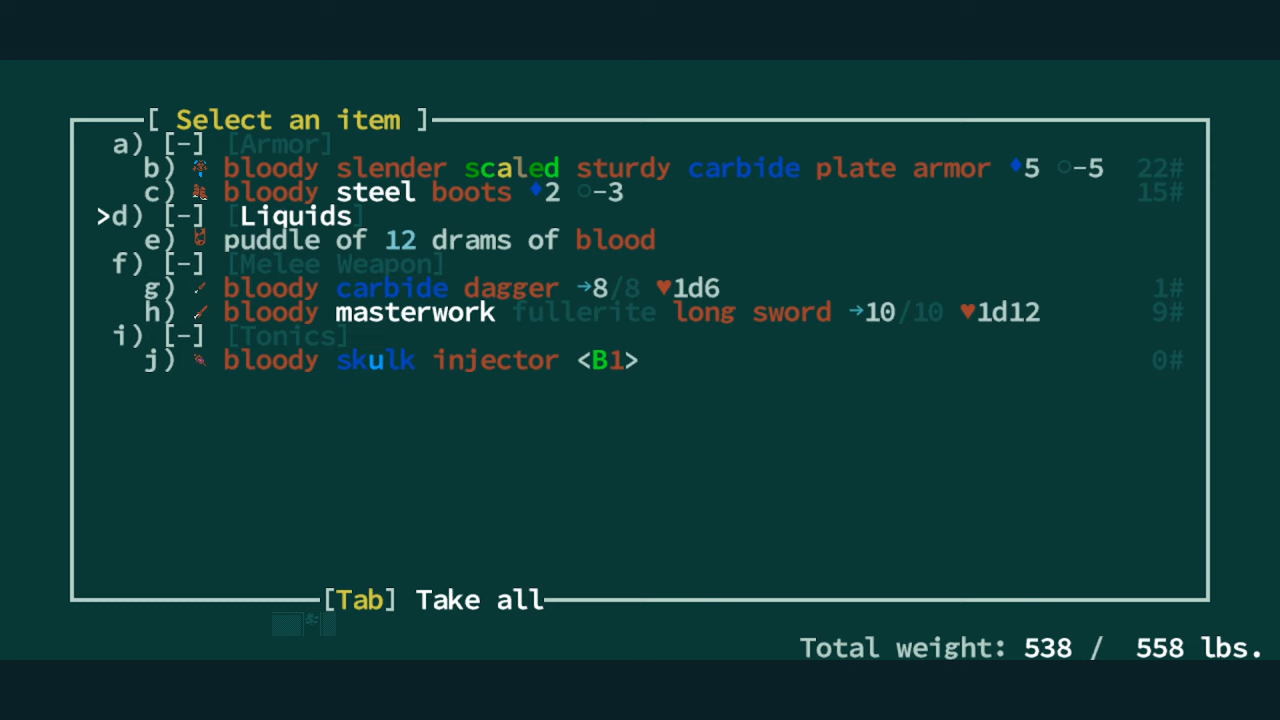 [ Select an item ]
a) [-] [Armor]
b) bloody slender scaled sturdy carbide plate armor ♦5 ○-5 22#
c) bloody steel boots ♦2 ○-3 15#
>d) [-] [Liquids]
e) puddle of 12 drams of blood
f) [-] [Melee Weapon]
g) bloody carbide dagger →8/8 ♥1d6 1#
h) bloody masterwork fullerite long sword →10/10 ♥1d12 9#
i) [-] [Tonics]
j) bloody skulk injector <B1> 0#
[Tab] Take all
Total weight: 538 / 558 lbs.